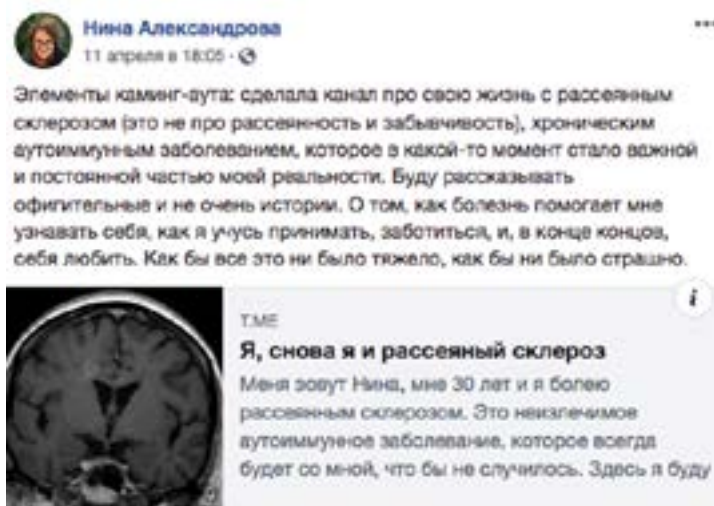 Нина Александрова
11 апреля в 18:05 ·
Элементы каминг-аута: сделала канал про свою жизнь с рассеянным
склерозом (это не про рассеянность и забывчивость), хроническим
аутоиммунным заболеванием, которое в какой-то момент стало важной
и постоянной частью моей реальности. Буду рассказывать
офигительные и не очень истории. О том, как болезнь помогает мне
узнавать себя, как я учусь принимать, заботиться, и, в конце концов,
себя любить. Как бы все это ни было тяжело, как бы ни было страшно.
i
T.ME
Я, снова я и рассеяный склероз
Меня зовут Нина, мне 30 лет и я болею
рассеянным склерозом. Это неизлечимое
аутоиммунное заболевание, которое всегда
будет со мной, что бы не случилось. Здесь я буду